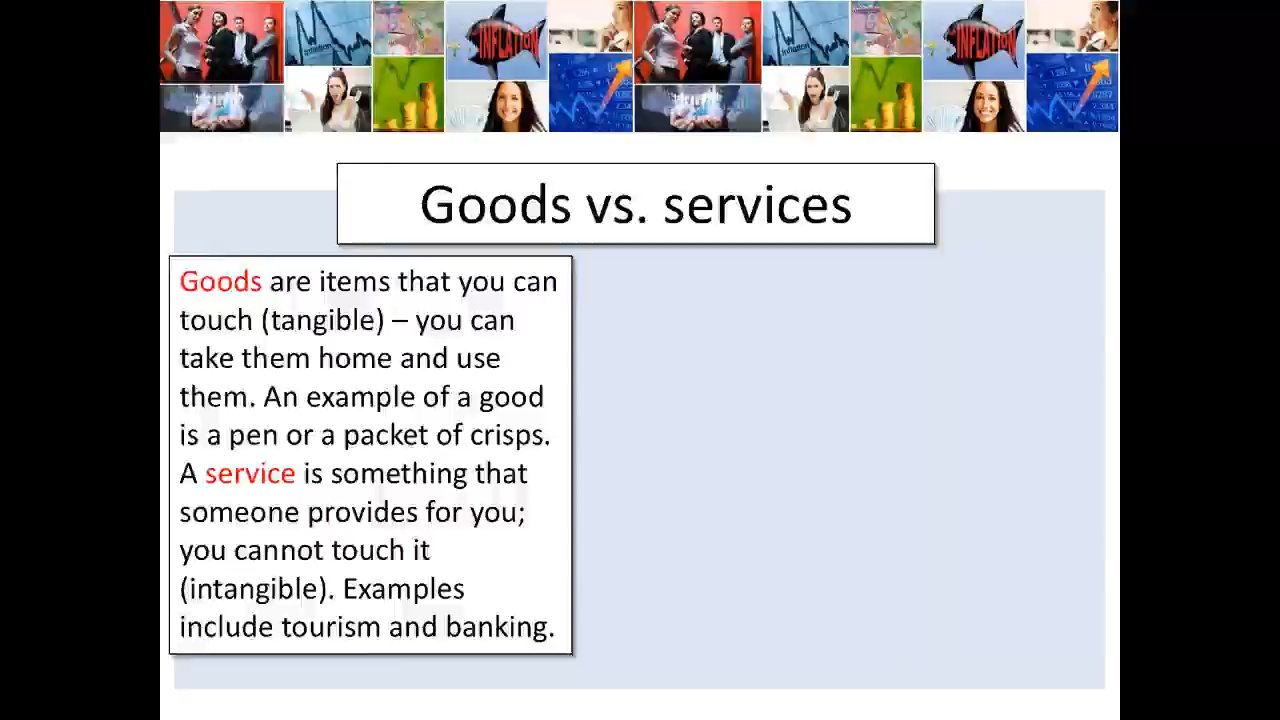 Inflation
INFLATION
Inflation
INFLATION
Goods vs. services
Goods are items that you can
touch (tangible) – you can
take them home and use
them. An example of a good
is a pen or a packet of crisps.
A service is something that
someone provides for you;
you cannot touch it
(intangible). Examples
include tourism and banking.